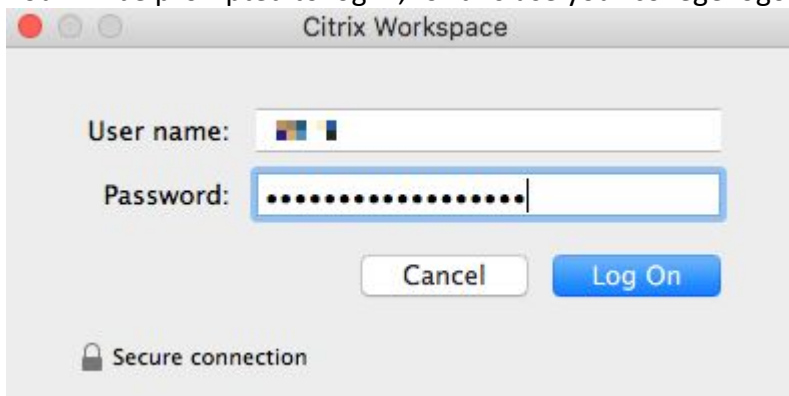 Citrix Workspace
User name:
Password: ••••••••••••••••••
Cancel Log On
Secure connection